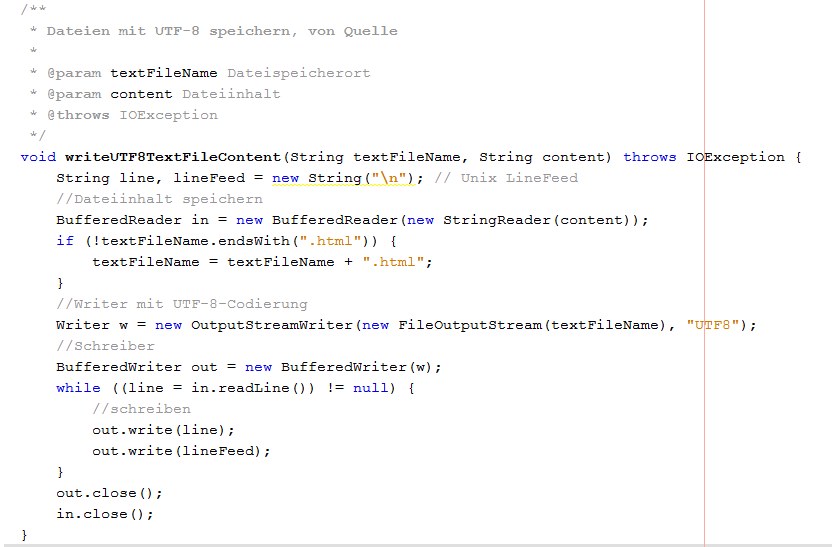 /**
 * Dateien mit UTF-8 speichern, von Quelle
 *
 * @param textFileName Dateispeicherort
 * @param content Dateiinhalt
 * @throws IOException
 */
void writeUTF8TextFileContent(String textFileName, String content) throws IOException {
    String line, lineFeed = new String("\n"); // Unix LineFeed
    //Dateiinhalt speichern
    BufferedReader in = new BufferedReader(new StringReader(content));
    if (!textFileName.endsWith(".html")) {
        textFileName = textFileName + ".html";
    }
    //Writer mit UTF-8-Codierung
    Writer w = new OutputStreamWriter(new FileOutputStream(textFileName), "UTF8");
    //Schreiber
    BufferedWriter out = new BufferedWriter(w);
    while ((line = in.readLine()) != null) {
        //schreiben
        out.write(line);
        out.write(lineFeed);
    }
    out.close();
    in.close();
}